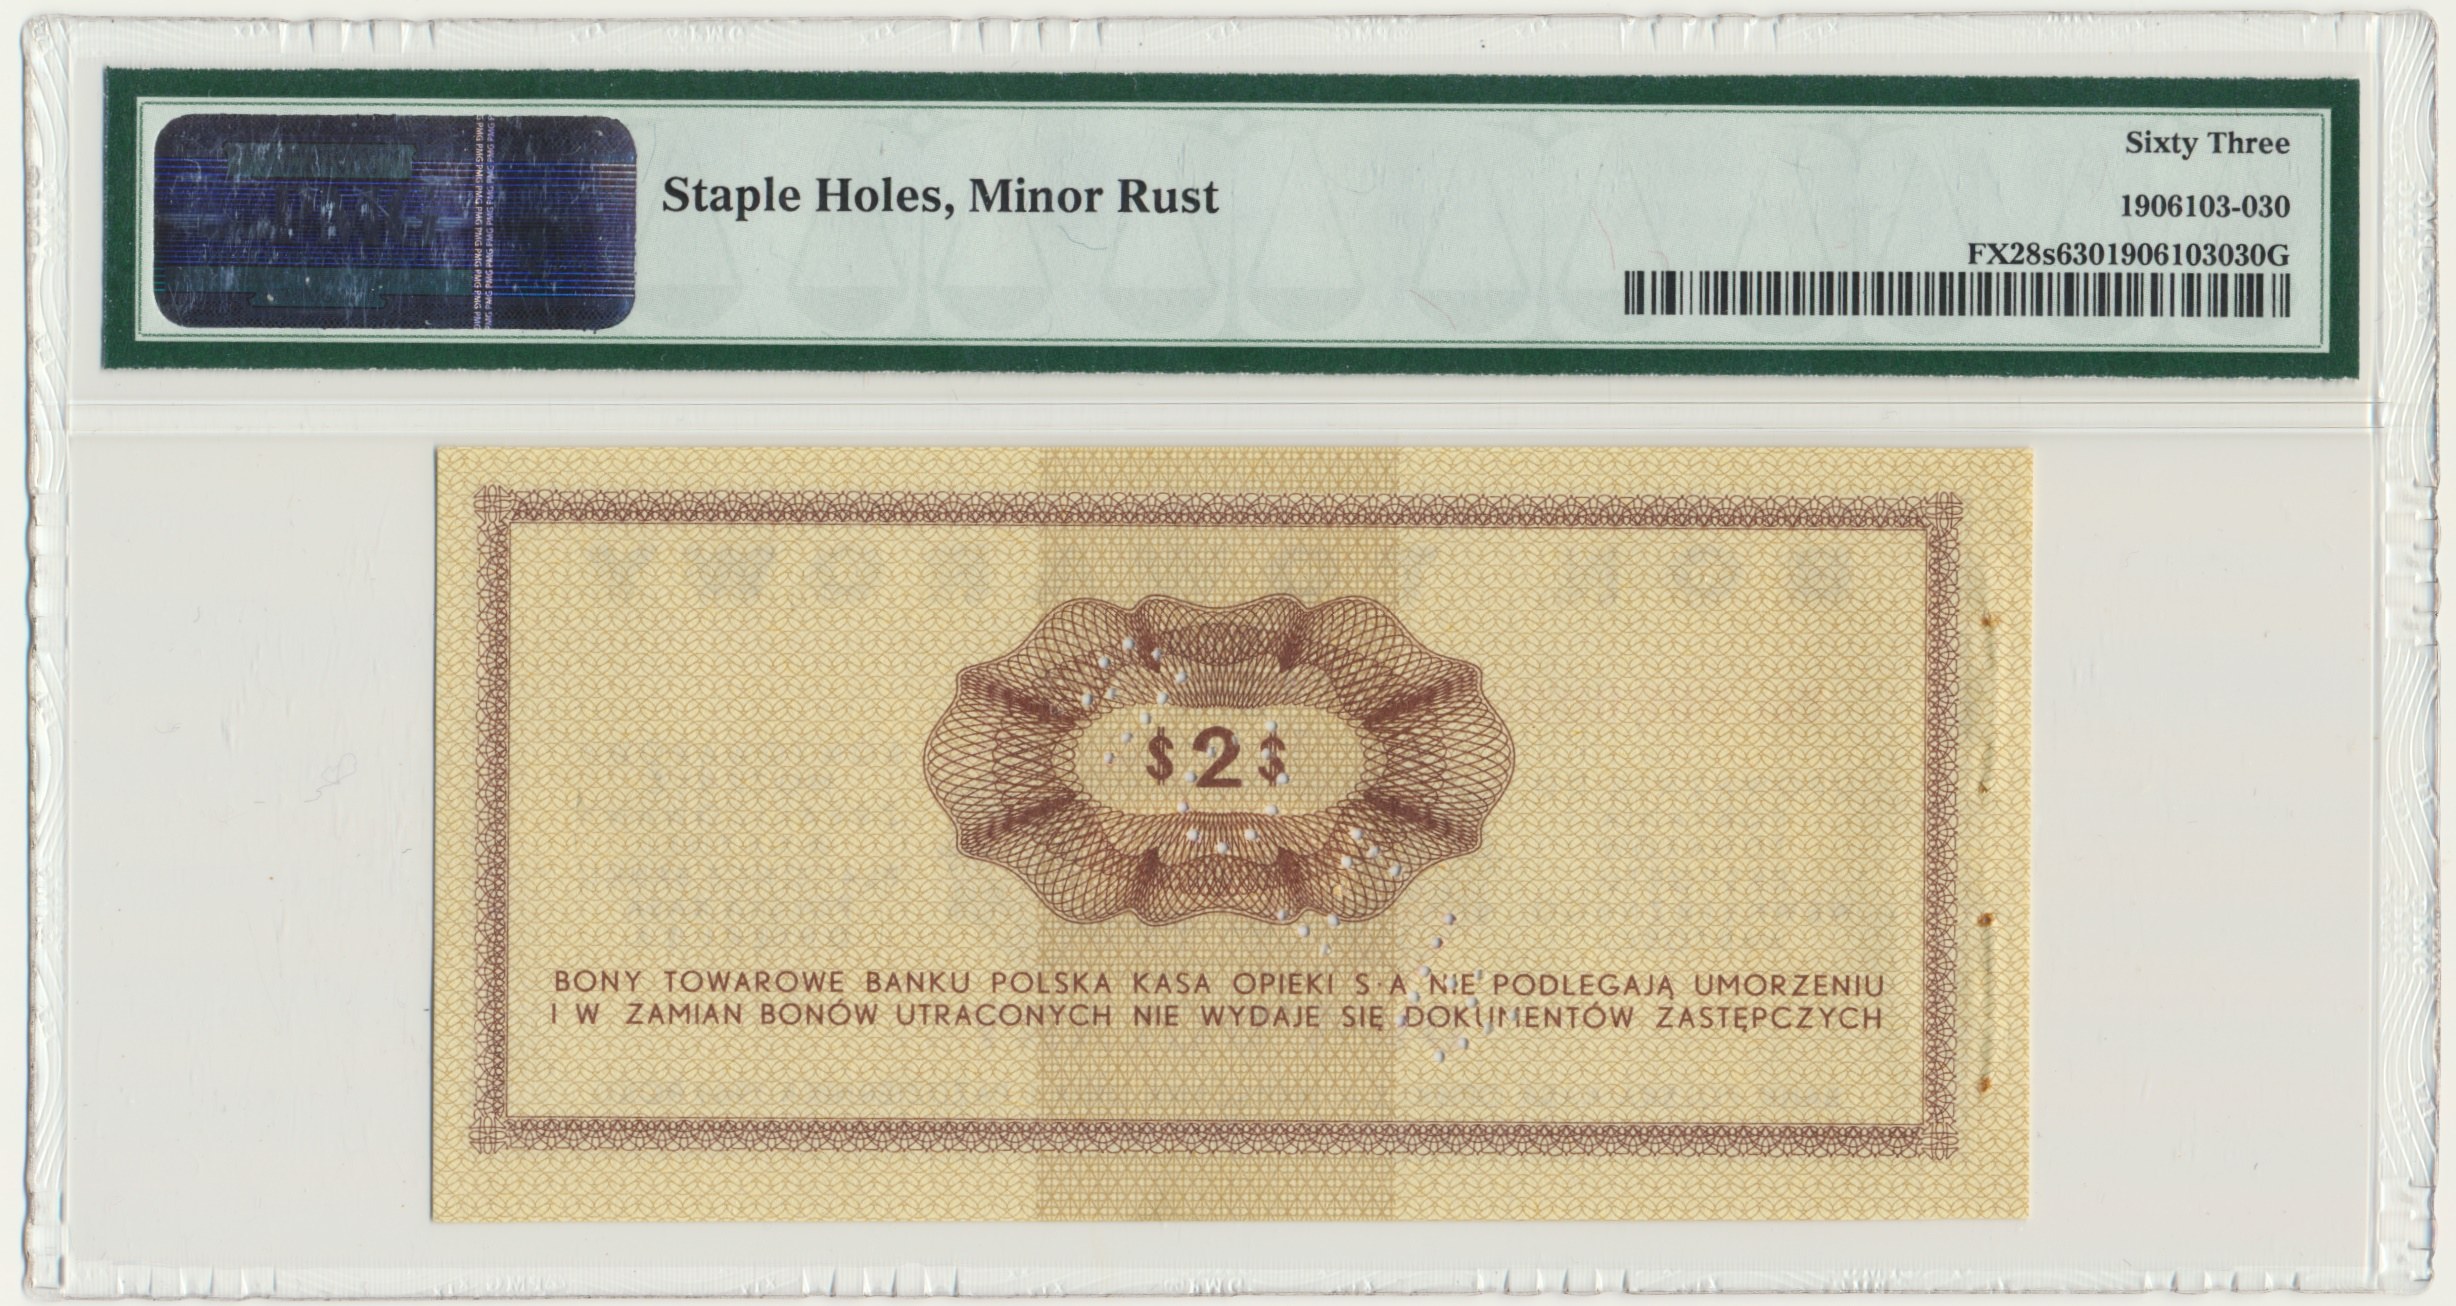 Staple Holes, Minor Rust
Sixty Three
1906103-030
FX28s6301906103030G
$ 2 $
BONY TOWAROWE BANKU POLSKA KASA OPIEKI S·A NIE PODLEGAJĄ UMORZENIU
I W ZAMIAN BONÓW UTRACONYCH NIE WYDAJE SIĘ DOKUMENTÓW ZASTĘPCZYCH